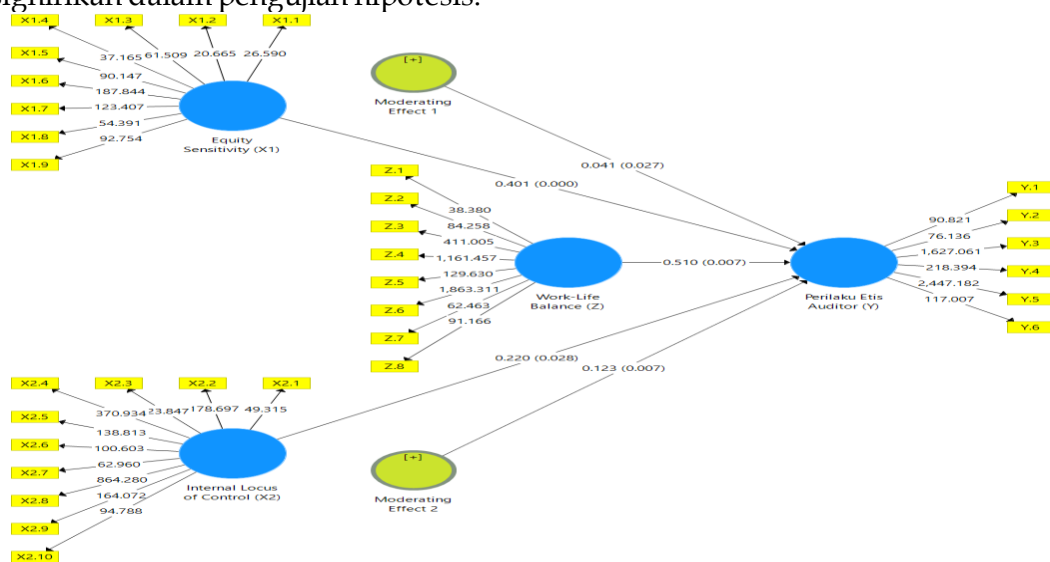 signifikan dalam pengujian hipotesis.
X1.4 X1.3 X1.2 X1.1
37.165 61.509 20.665 26.590
X1.5
90.147
X1.6
187.844
X1.7
123.407
X1.8
54.391
X1.9
92.754
Equity
Sensitivity (X1)
[+]
Moderating
Effect 1
0.041 (0.027)
0.401 (0.000)
Z.1
38.380
Z.2
84.258
Z.3
411.005
Z.4
1,161.457
Z.5
129.630
Z.6
1,863.311
Z.7
62.463
Z.8
91.166
Work-Life
Balance (Z)
0.510 (0.007)
Y.1
90.821
Y.2
76.136
Y.3
1,627.061
Y.4
218.394
Y.5
2,447.182
Y.6
117.007
Perilaku Etis
Auditor (Y)
0.220 (0.028)
0.123 (0.007)
X2.4 X2.3 X2.2 X2.1
370.934 23.847 178.697 49.315
X2.5
138.813
X2.6
100.603
X2.7
62.960
X2.8
864.280
X2.9
164.072
X2.10
94.788
Internal Locus
of Control (X2)
[+]
Moderating
Effect 2